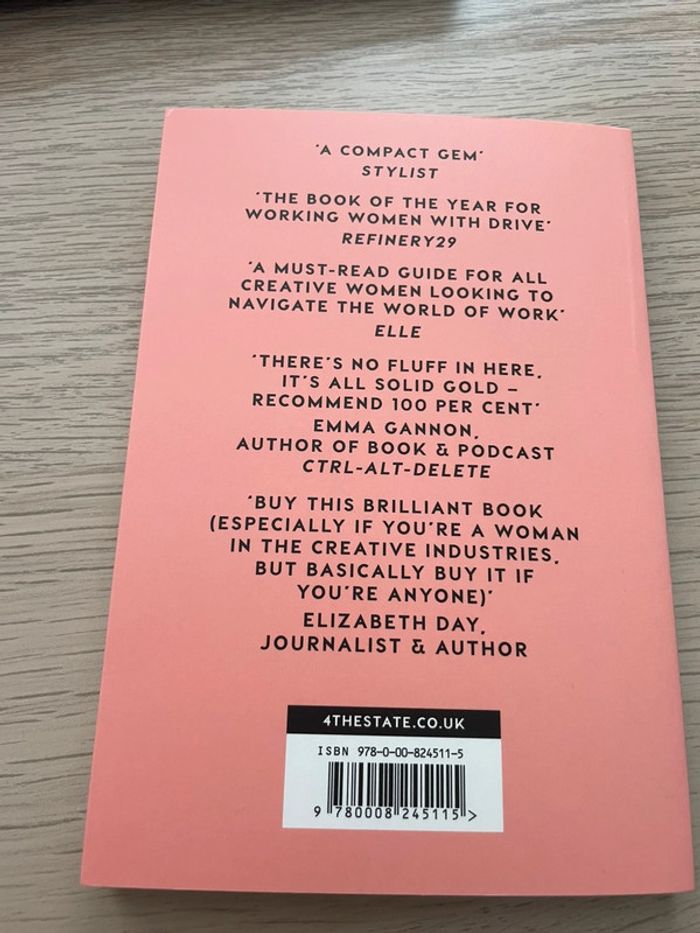 'A COMPACT GEM'
STYLIST
'THE BOOK OF THE YEAR FOR
WORKING WOMEN WITH DRIVE'
REFINERY29
'A MUST-READ GUIDE FOR ALL
CREATIVE WOMEN LOOKING TO
NAVIGATE THE WORLD OF WORK'
ELLE
'THERE'S NO FLUFF IN HERE,
IT'S ALL SOLID GOLD –
RECOMMEND 100 PER CENT'
EMMA GANNON,
AUTHOR OF BOOK & PODCAST
CTRL-ALT-DELETE
'BUY THIS BRILLIANT BOOK
(ESPECIALLY IF YOU'RE A WOMAN
IN THE CREATIVE INDUSTRIES,
BUT BASICALLY BUY IT IF
YOU'RE ANYONE)'
ELIZABETH DAY,
JOURNALIST & AUTHOR
4THESTATE.CO.UK
ISBN 978-0-00-824511-5
9 780008 245115 >